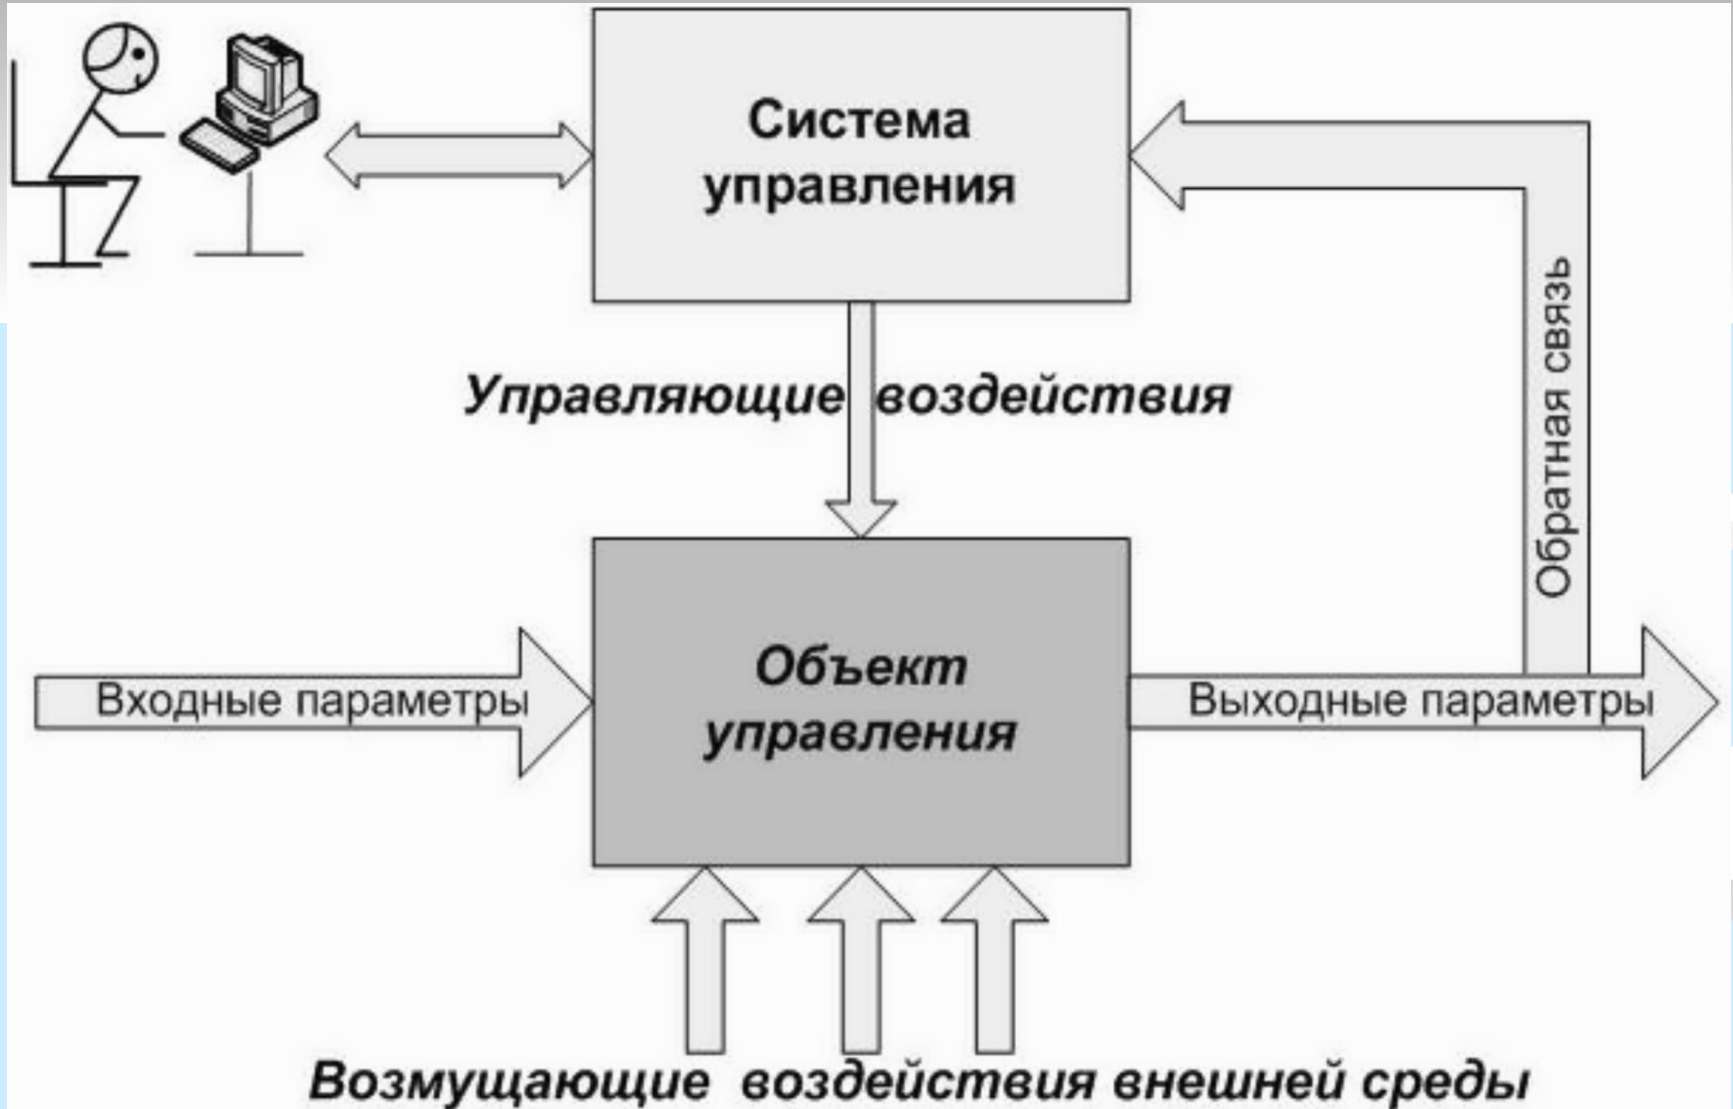 Система
управления
Управляющие воздействия
Обратная связь
Объект
управления
Входные параметры
Выходные параметры
Возмущающие воздействия внешней среды